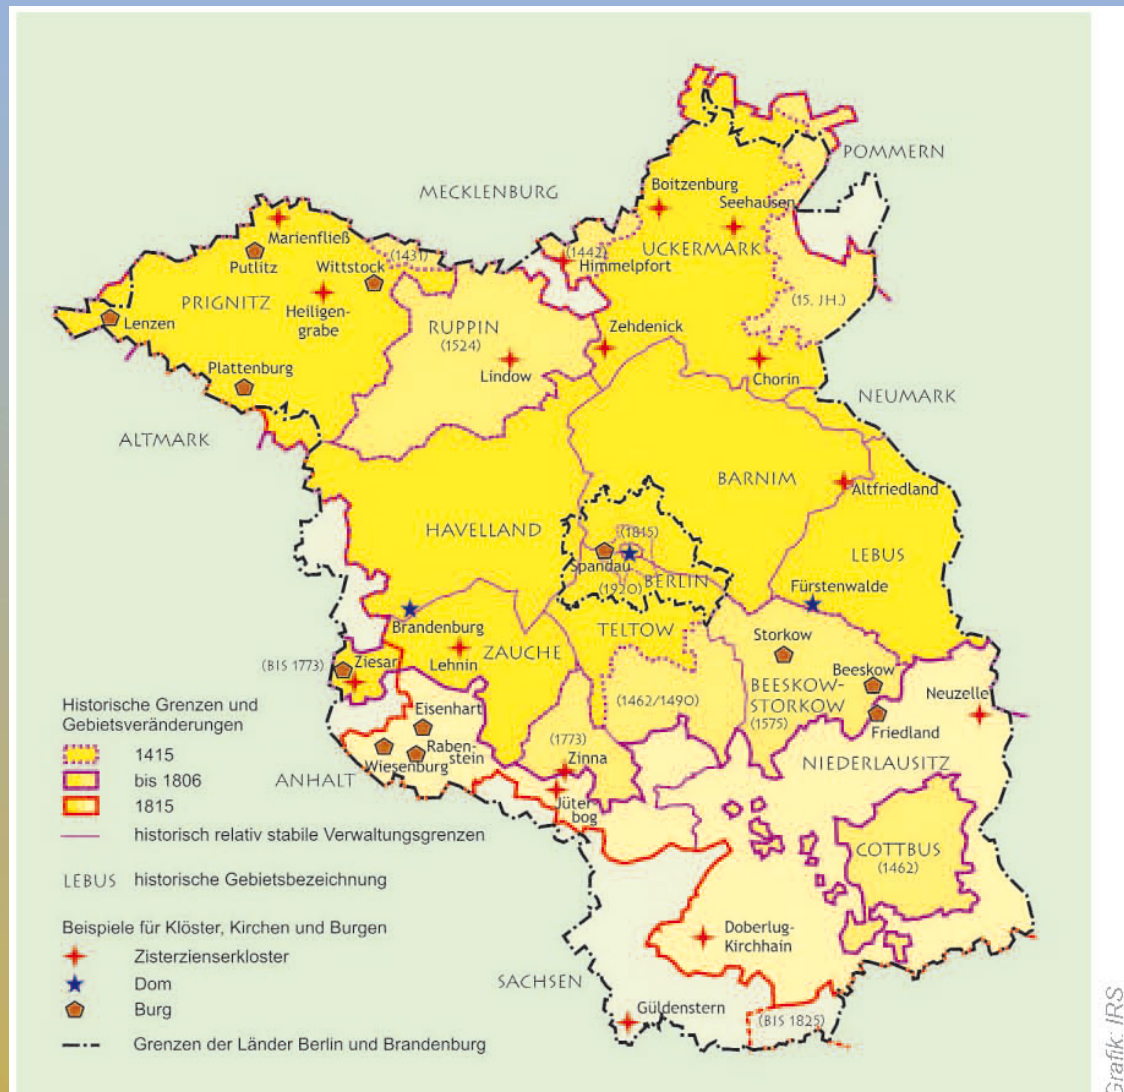 POMMERN
MECKLENBURG
Boitzenburg
Seehausen
UCKERMARK
Marienfließ
(1431)
(1442)
Himmelpfort
Putlitz
Wittstock
PRIGNITZ
Heiligen-
grabe
(15. JH.)
Lenzen
RUPPIN
(1524)
Zehdenick
Plattenburg
Lindow
Chorin
NEUMARK
ALTMARK
BARNIM
Altfriedland
HAVELLAND
(1815)
LEBUS
Spandau
BERLIN
(1920)
Fürstenwalde
Brandenburg
TELTOW
Storkow
ZAUCHE
Lehnin
(BIS 1773)
Ziesar
Beeskow
BEESKOW-
STORKOW
(1575)
(1462/1490)
Neuzelle
Friedland
Eisenhart
Raben-
stein
Wiesenburg
(1773)
Zinna
NIEDERLAUSITZ
ANHALT
Jüter
bog
COTTBUS
(1462)
Doberlug-
Kirchhain
SACHSEN
Güldenstern
(BIS 1825)
Historische Grenzen und
Gebietsveränderungen
1415
bis 1806
1815
historisch relativ stabile Verwaltungsgrenzen
LEBUS historische Gebietsbezeichnung
Beispiele für Klöster, Kirchen und Burgen
Zisterzienserkloster
Dom
Burg
Grenzen der Länder Berlin und Brandenburg
Grafik: IRS